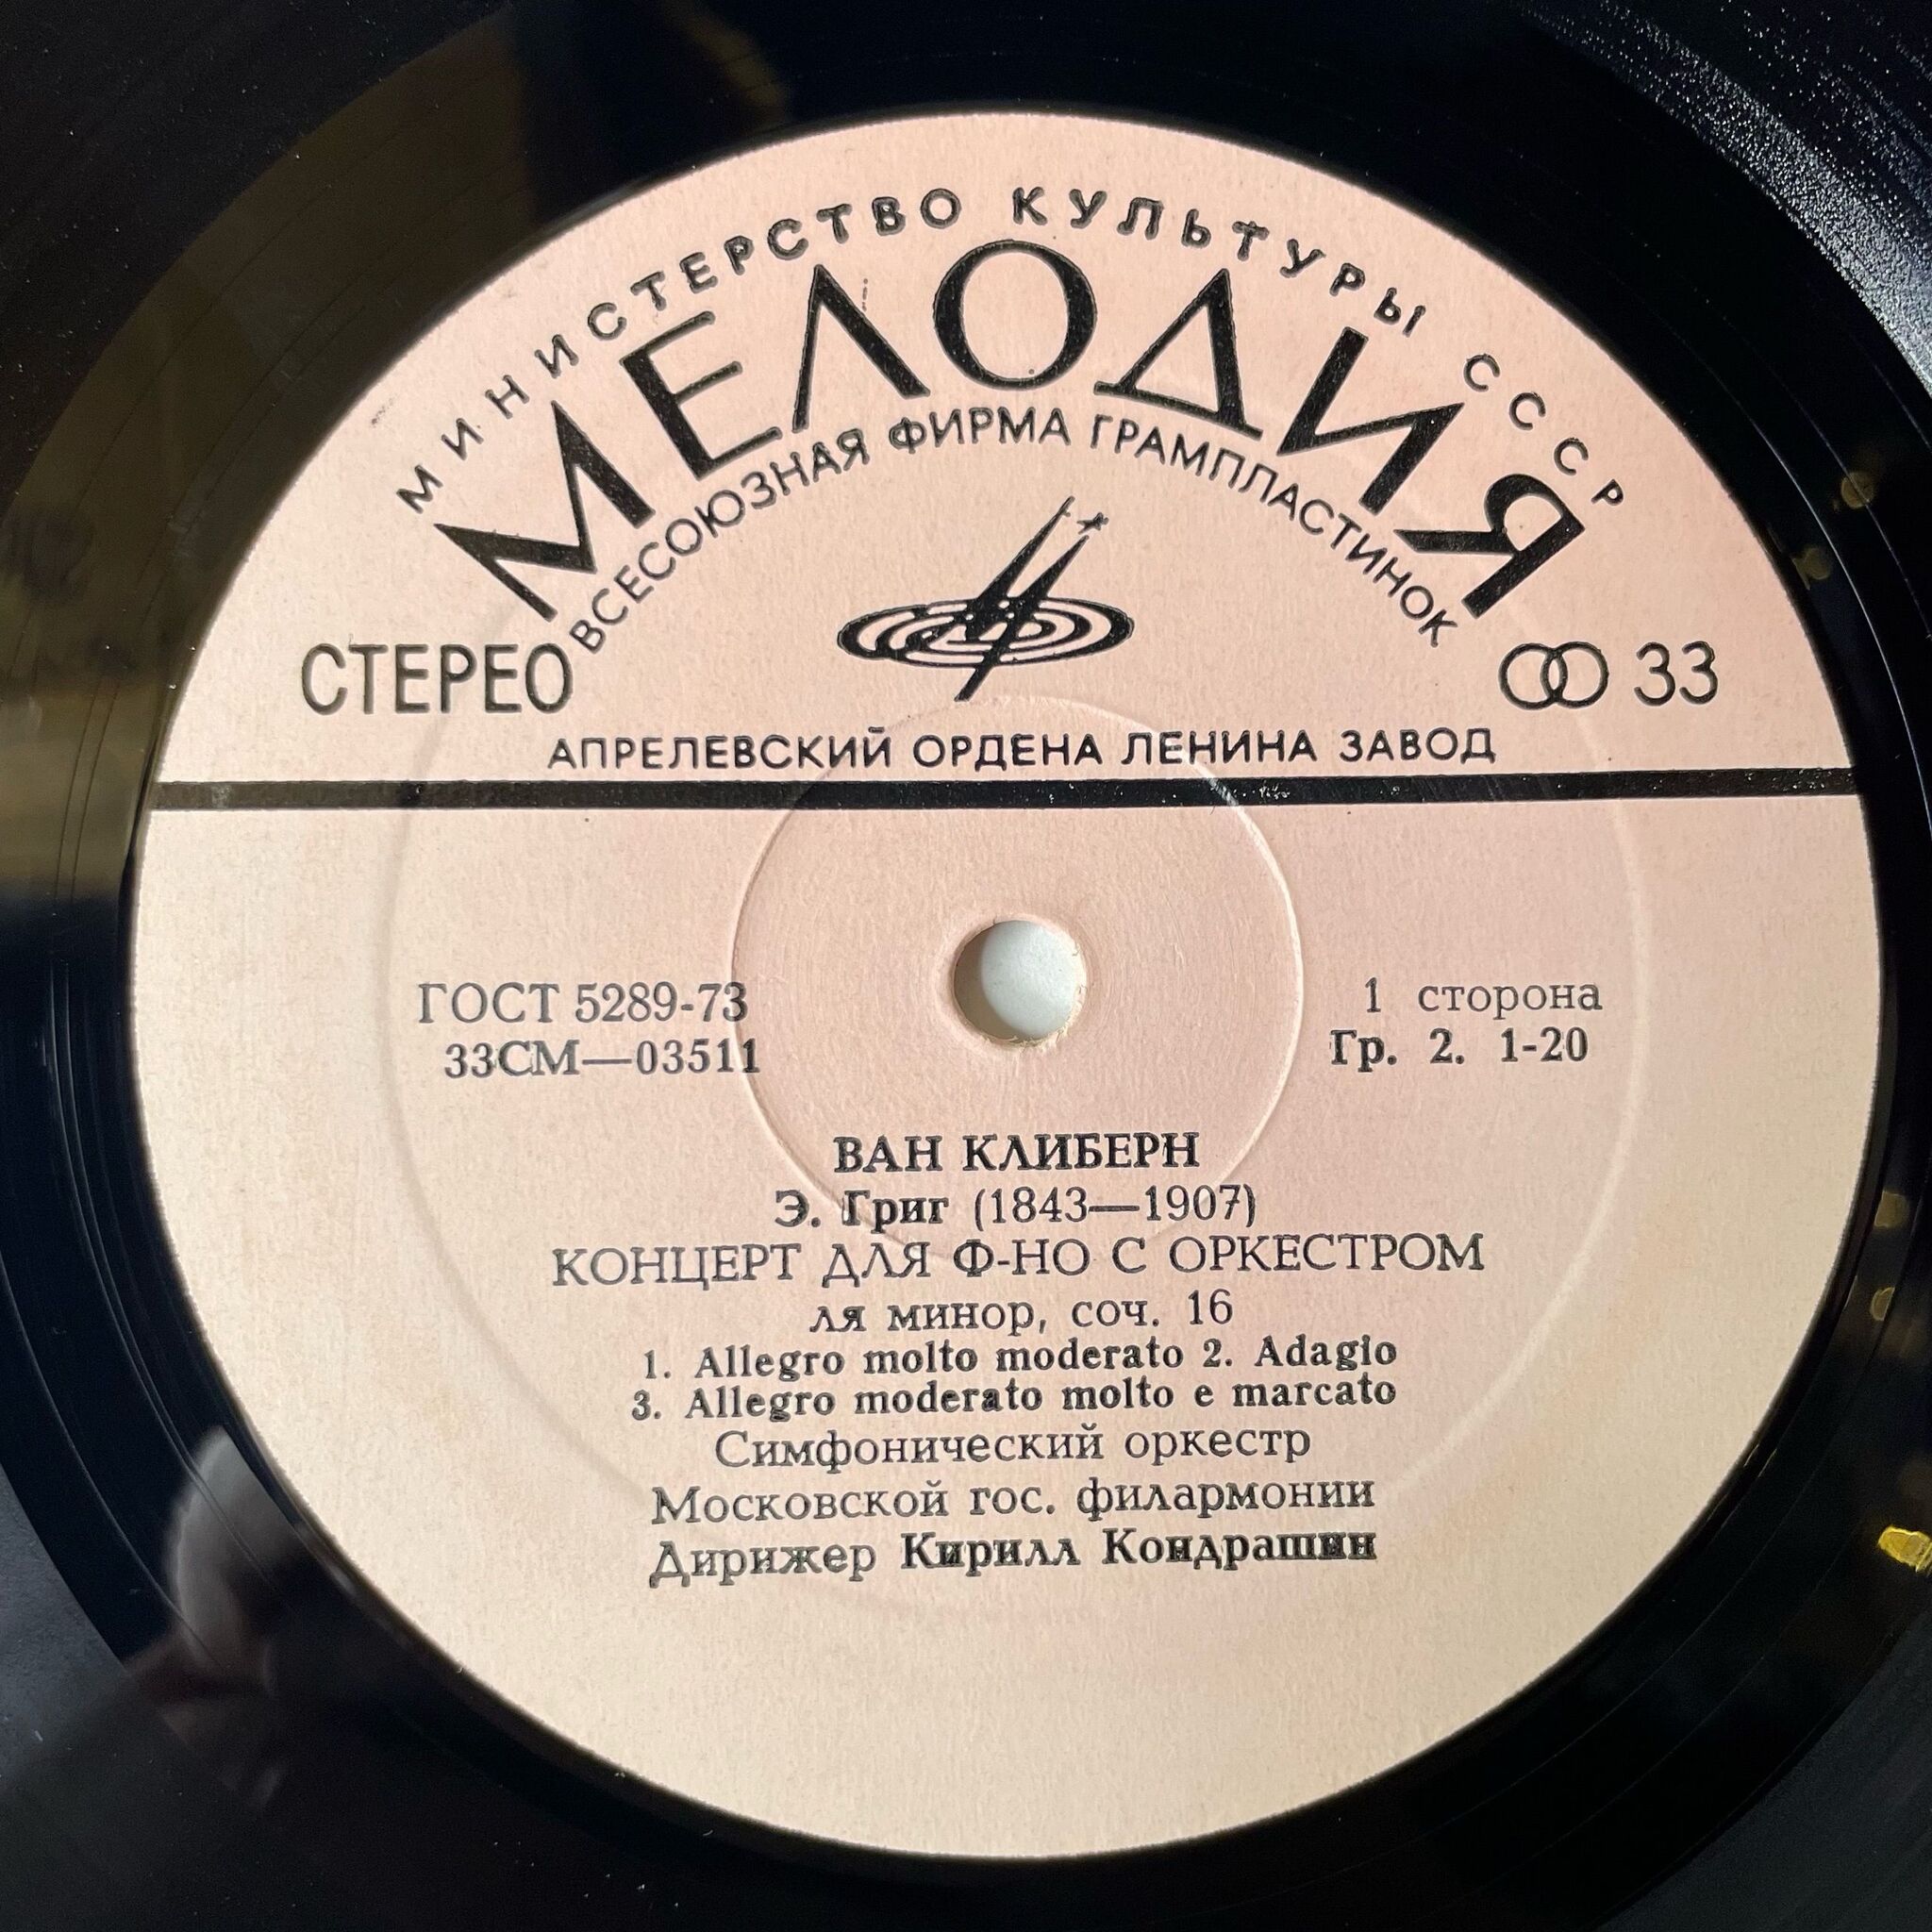 МИНИСТЕРСТВО КУЛЬТУРЫ СССР
МЕЛОДИЯ
ВСЕСОЮЗНАЯ ФИРМА ГРАМПЛАСТИНОК
СТЕРЕО
33
АПРЕЛЕВСКИЙ ОРДЕНА ЛЕНИНА ЗАВОД
ГОСТ 5289-73
33СМ—03511
1 сторона
Гр. 2. 1-20
ВАН КЛИБЕРН
Э. Григ (1843—1907)
КОНЦЕРТ ДЛЯ Ф-НО С ОРКЕСТРОМ
ля минор, соч. 16
1. Allegro molto moderato 2. Adagio
3. Allegro moderato molto e marcato
Симфонический оркестр
Московской гос. филармонии
Дирижер Кирилл Кондрашин